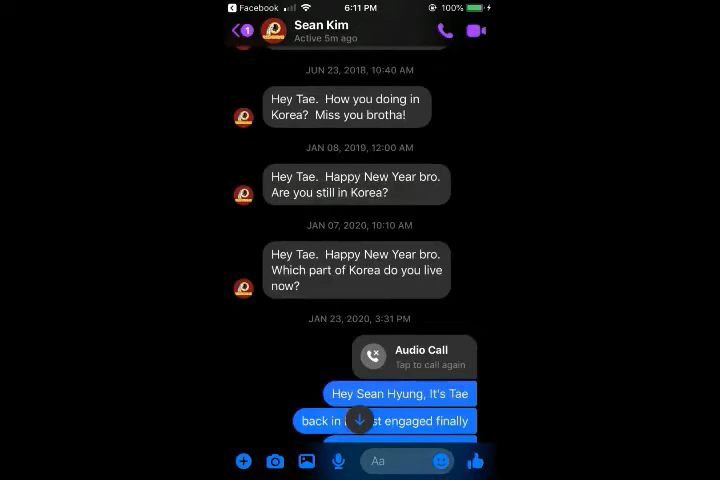 Facebook
6:11 PM
100%
1
Sean Kim
Active 5m ago
JUN 23, 2018, 10:40 AM
Hey Tae. How you doing in
Korea? Miss you brotha!
JAN 08, 2019, 12:00 AM
Hey Tae. Happy New Year bro.
Are you still in Korea?
JAN 07, 2020, 10:10 AM
Hey Tae. Happy New Year bro.
Which part of Korea do you live
now?
JAN 23, 2020, 3:31 PM
Audio Call
Tap to call again
Hey Sean Hyung, It's Tae
back in engaged finally
Aa